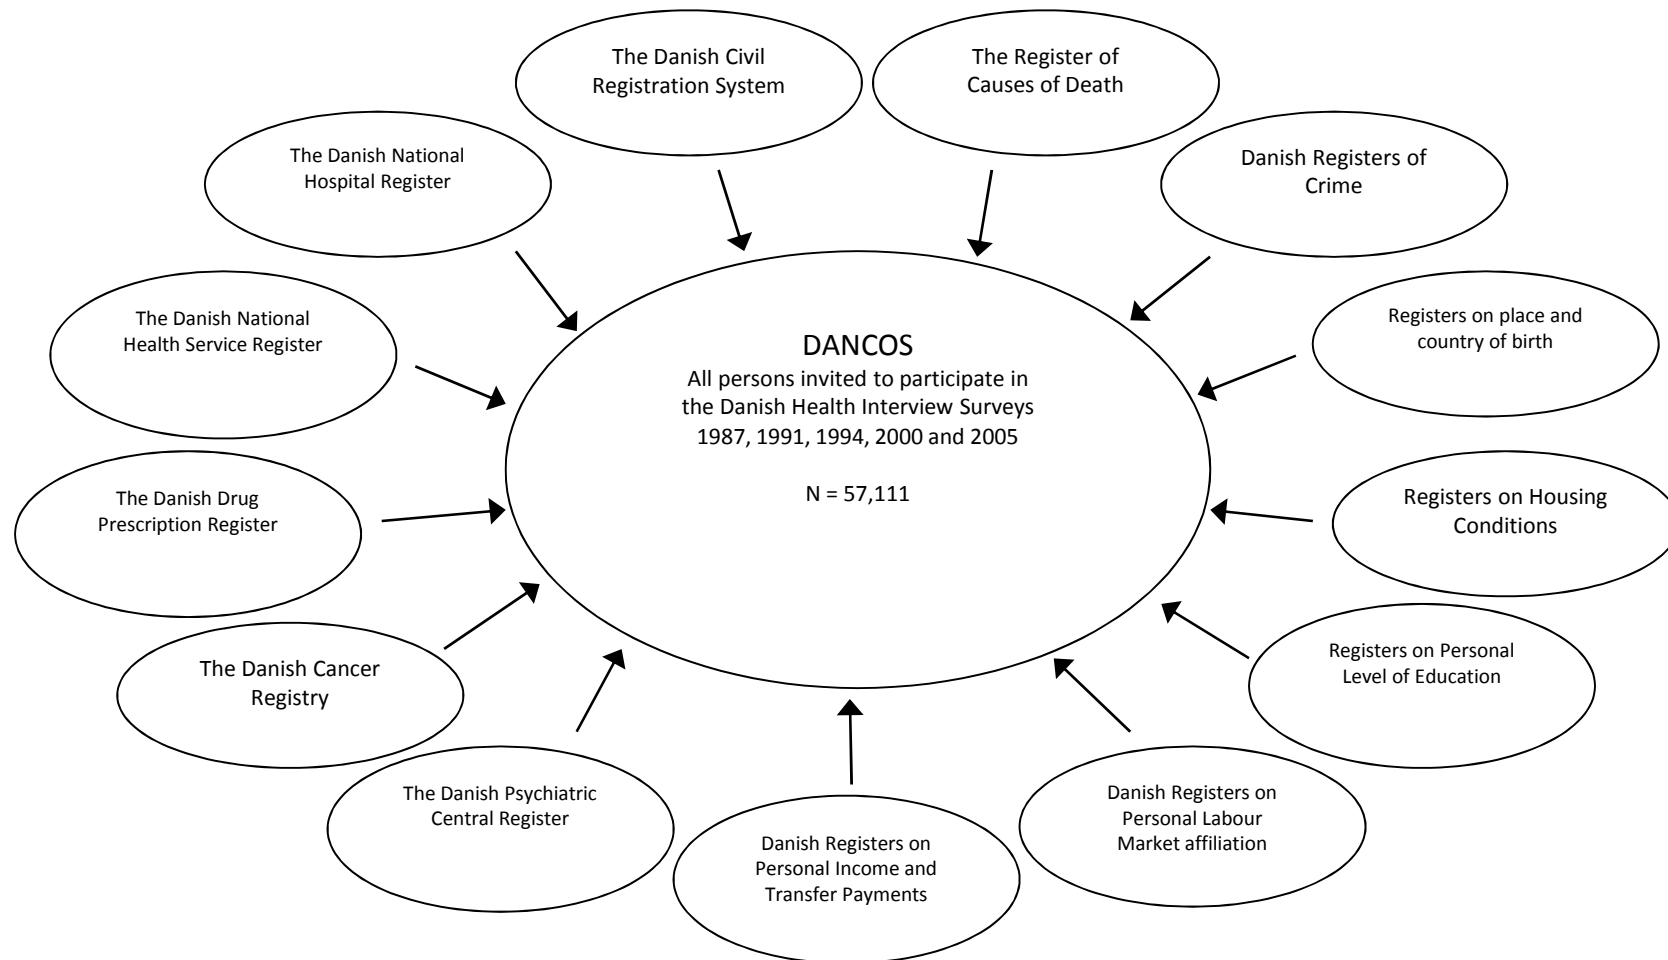 The Danish Civil
Registration System
The Register of
Causes of Death
The Danish National
Hospital Register
Danish Registers of
Crime
The Danish National
Health Service Register
Registers on place and
country of birth
DANCOS
All persons invited to participate in
the Danish Health Interview Surveys
1987, 1991, 1994, 2000 and 2005
N = 57,111
The Danish Drug
Prescription Register
Registers on Housing
Conditions
The Danish Cancer
Registry
Registers on Personal
Level of Education
The Danish Psychiatric
Central Register
Danish Registers on
Personal Income and
Transfer Payments
Danish Registers on
Personal Labour
Market affiliation